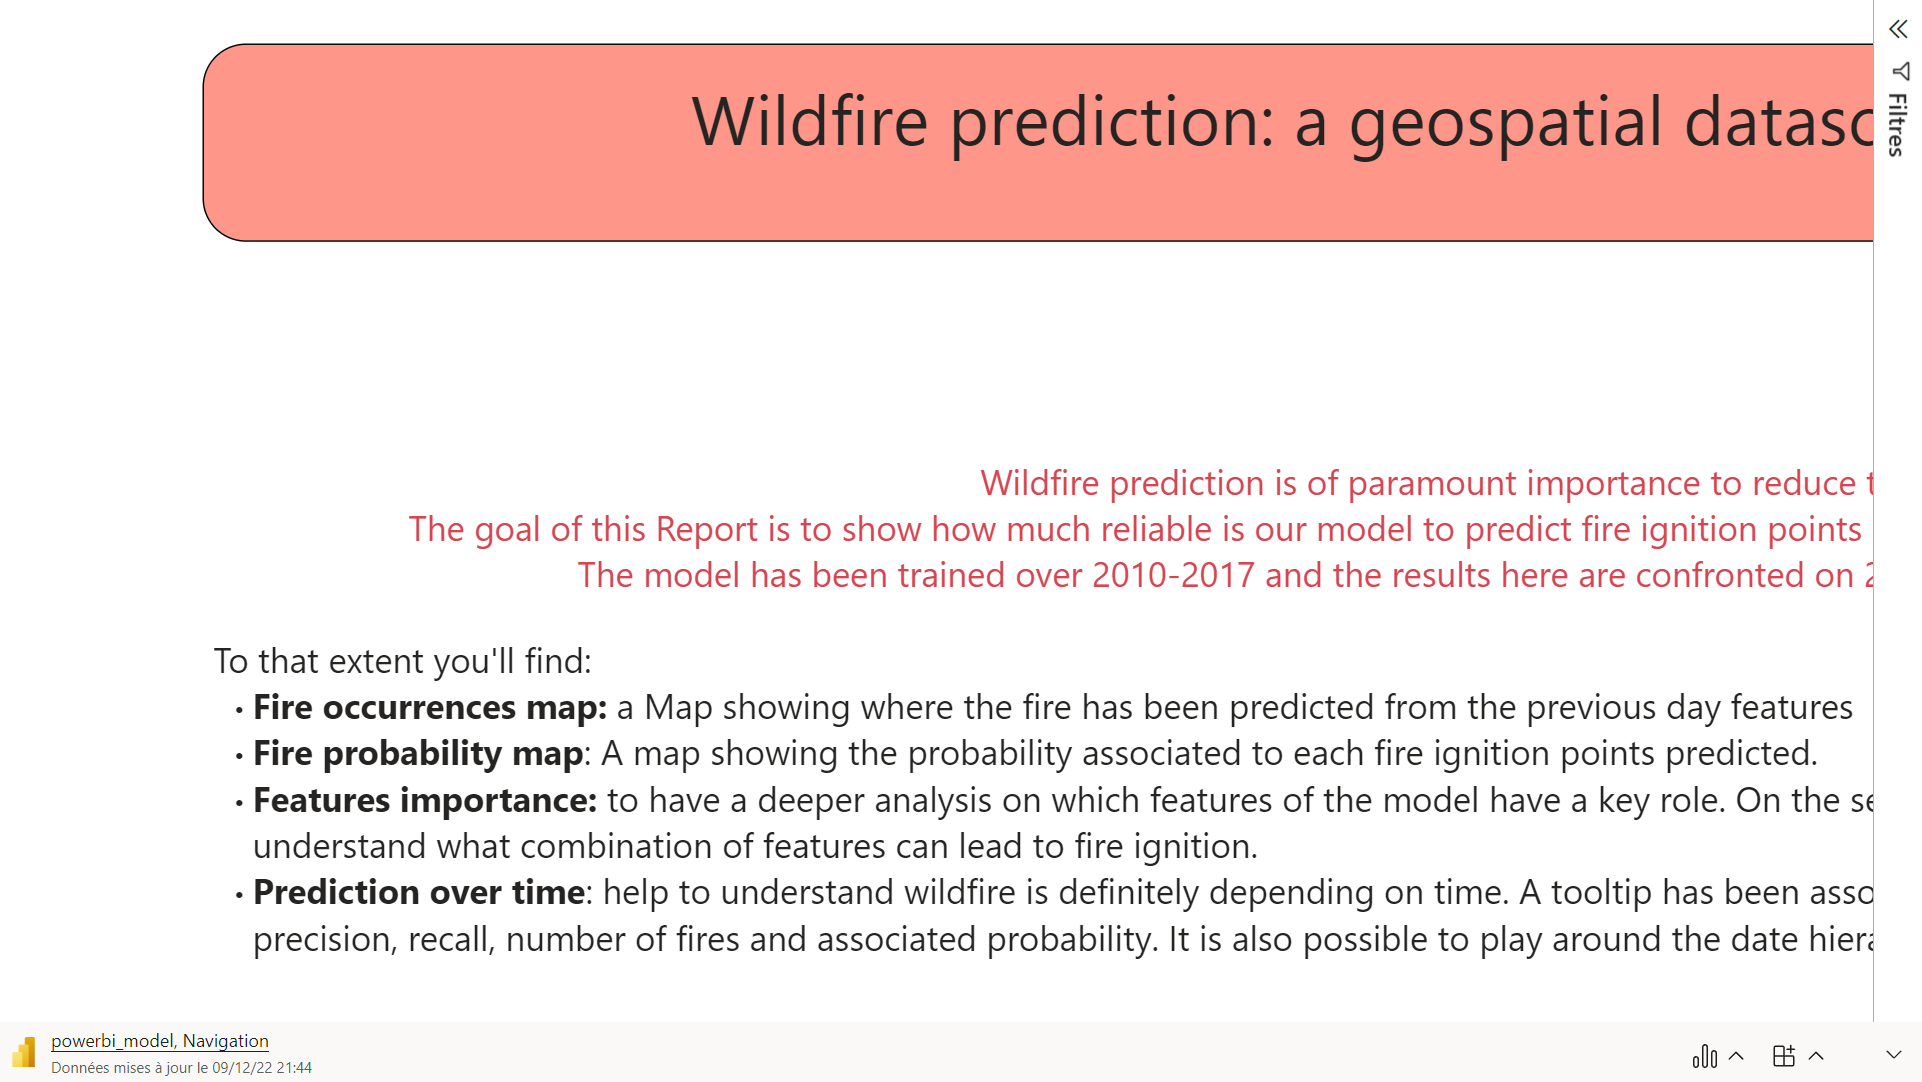 Wildfire prediction: a geospatial datasc
Filtres
Wildfire prediction is of paramount importance to reduce
The goal of this Report is to show how much reliable is our model to predict fire ignition points
The model has been trained over 2010-2017 and the results here are confronted on
To that extent you'll find:
• Fire occurrences map: a Map showing where the fire has been predicted from the previous day features
• Fire probability map: A map showing the probability associated to each fire ignition points predicted.
• Features importance: to have a deeper analysis on which features of the model have a key role. On the se
understand what combination of features can lead to fire ignition.
• Prediction over time: help to understand wildfire is definitely depending on time. A tooltip has been asso
precision, recall, number of fires and associated probability. It is also possible to play around the date hiera
powerbi_model, Navigation
Données mises à jour le 09/12/22 21:44